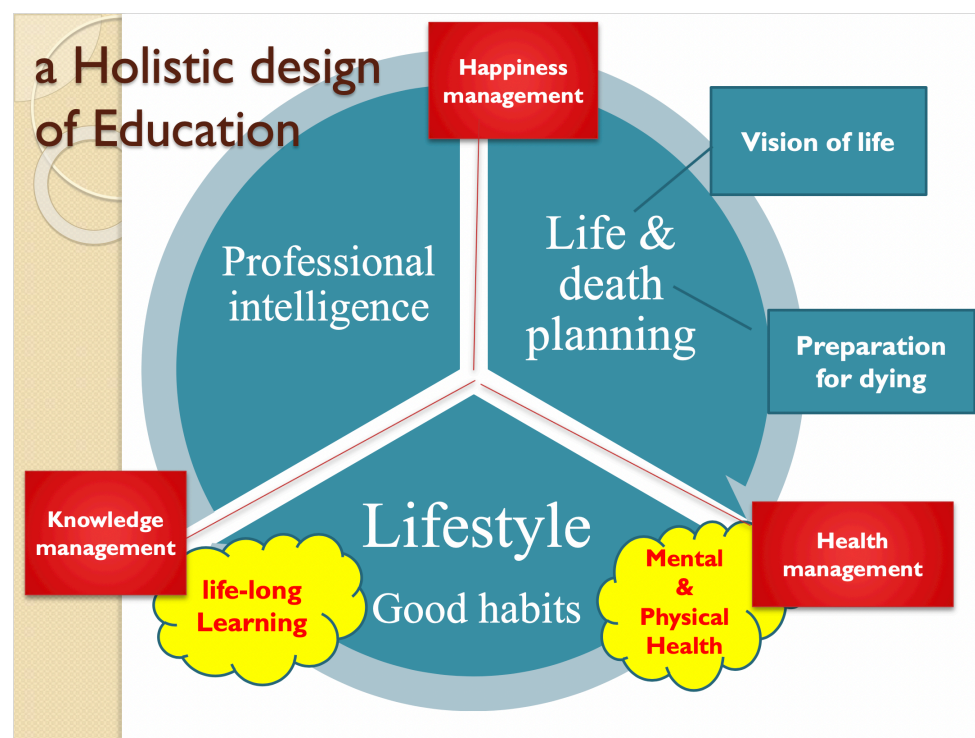 a Holistic design
of Education
Happiness
management
Vision of life
Professional
intelligence
Life &
death
planning
Preparation
for dying
Knowledge
management
Lifestyle
Good habits
life-long
Learning
Mental
&
Physical
Health
Health
management